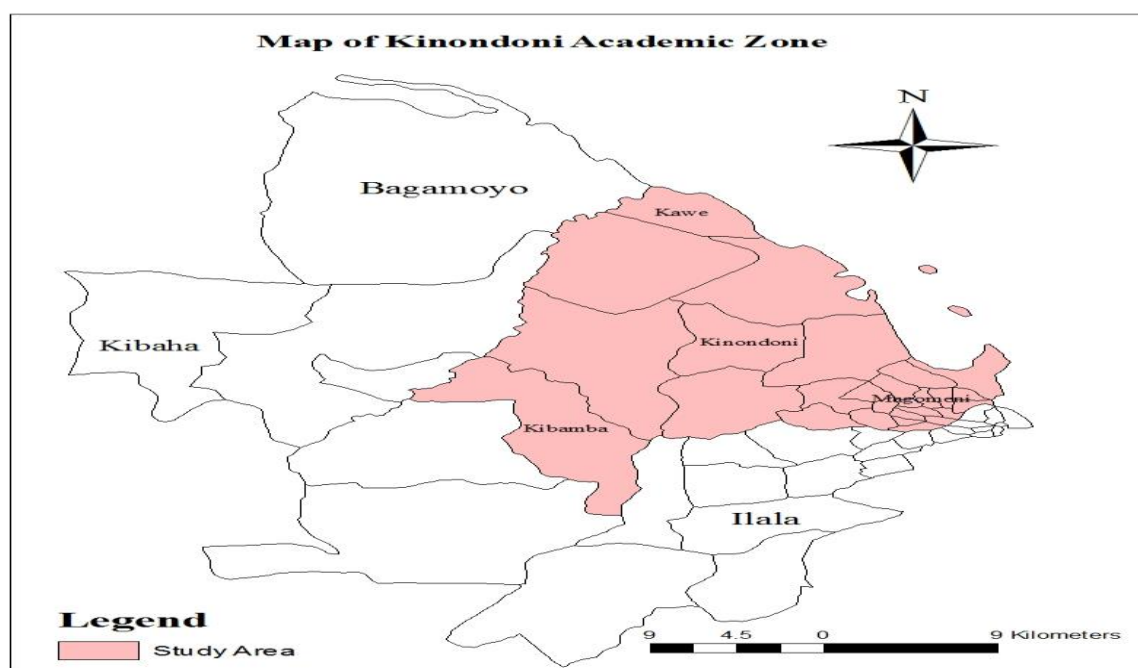 Map of Kinondoni Academic Zone
N
Bagamoyo
Kawe
Kibaha
Kinondoni
Magomeni
Kibamba
Ilala
Legend
Study Area
9 4.5 0 9 Kilometers